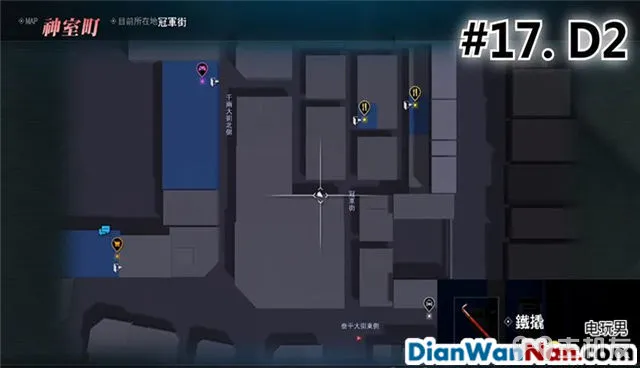 MAP 神室町 目前所在地冠軍街
#17. D2
千兩大街北側
冠軍街
泰平大街東側
鐵撬
电玩男
DianWanNan.com